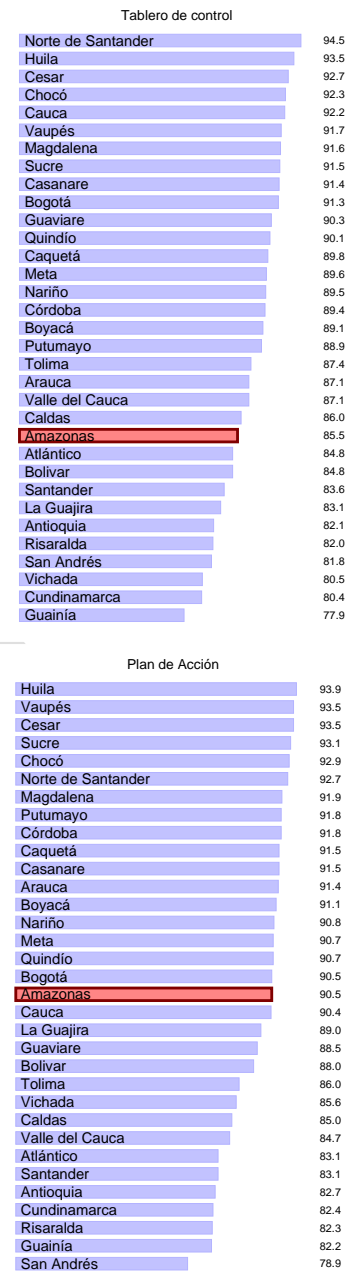 Tablero de control
Norte de Santander 94.5
Huila 93.5
Cesar 92.7
Chocó 92.3
Cauca 92.2
Vaupés 91.7
Magdalena 91.6
Sucre 91.5
Casanare 91.4
Bogotá 91.3
Guaviare 90.3
Quindío 90.1
Caquetá 89.8
Meta 89.6
Nariño 89.5
Córdoba 89.4
Boyacá 89.1
Putumayo 88.9
Tolima 87.4
Arauca 87.1
Valle del Cauca 87.1
Caldas 86.0
Amazonas 85.5
Atlántico 84.8
Bolivar 84.8
Santander 83.6
La Guajira 83.1
Antioquia 82.1
Risaralda 82.0
San Andrés 81.8
Vichada 80.5
Cundinamarca 80.4
Guainía 77.9
Plan de Acción
Huila 93.9
Vaupés 93.5
Cesar 93.5
Sucre 93.1
Chocó 92.9
Norte de Santander 92.7
Magdalena 91.9
Putumayo 91.8
Córdoba 91.8
Caquetá 91.5
Casanare 91.5
Arauca 91.4
Boyacá 91.1
Nariño 90.8
Meta 90.7
Quindío 90.7
Bogotá 90.5
Amazonas 90.5
Cauca 90.4
La Guajira 89.0
Guaviare 88.5
Bolivar 88.0
Tolima 86.0
Vichada 85.6
Caldas 85.0
Valle del Cauca 84.7
Atlántico 83.1
Santander 83.1
Antioquia 82.7
Cundinamarca 82.4
Risaralda 82.3
Guainía 82.2
San Andrés 78.9